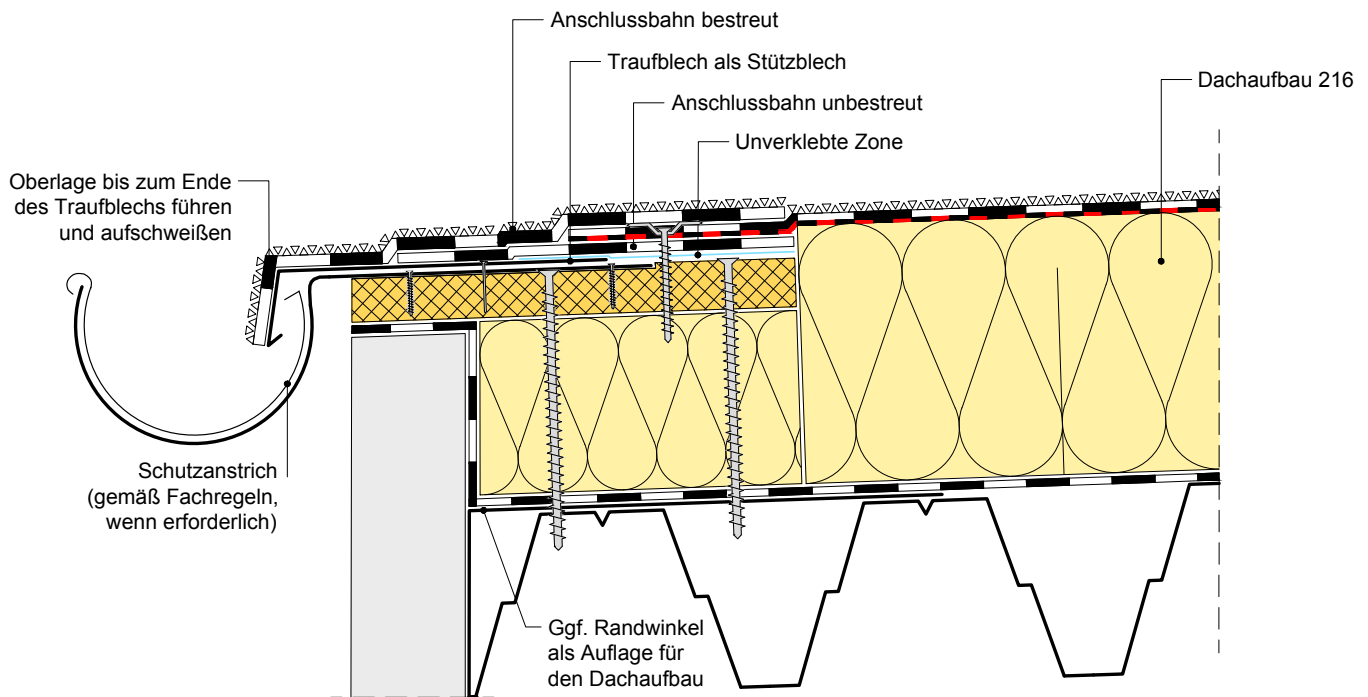 Anschlussbahn bestreut
Traufblech als Stützblech
Dachaufbau 216
Anschlussbahn unbestreut
Unverklebte Zone
Oberlage bis zum Ende
des Traufblechs führen
und aufschweißen
Schutzanstrich
(gemäß Fachregeln,
wenn erforderlich)
Ggf. Randwinkel
als Auflage für
den Dachaufbau